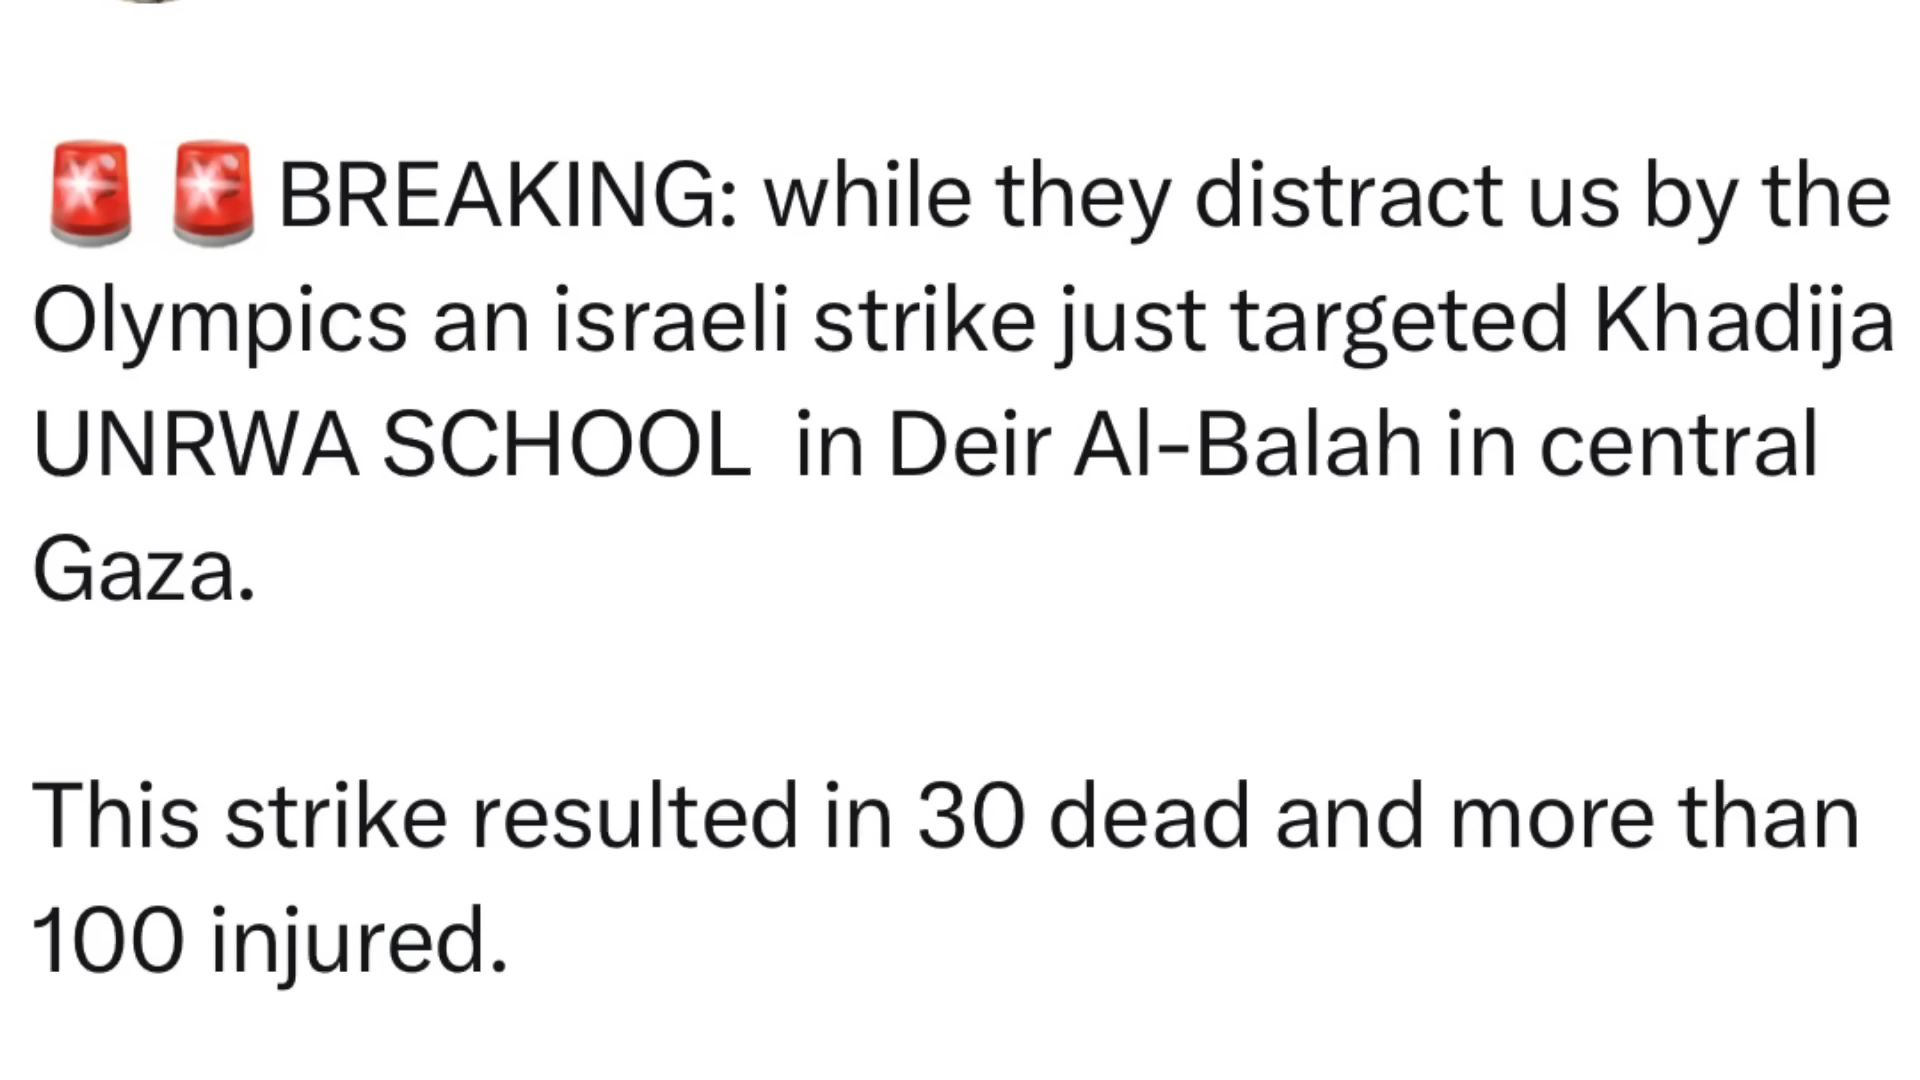 🚨🚨BREAKING: while they distract us by the
Olympics an israeli strike just targeted Khadija
UNRWA SCHOOL  in Deir Al-Balah in central
Gaza.
This strike resulted in 30 dead and more than
100 injured.